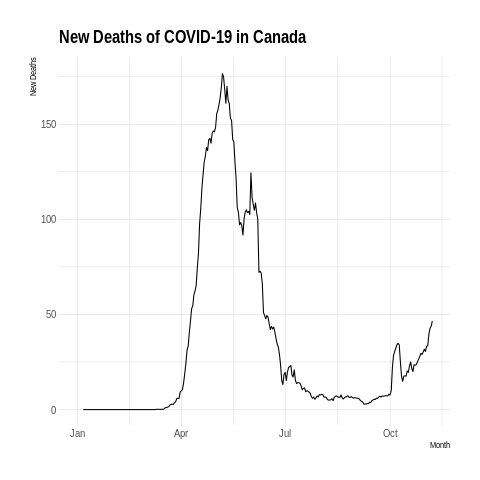 New Deaths of COVID-19 in Canada
New Deaths
150
100
50
0
Jan Apr Jul Oct
Month